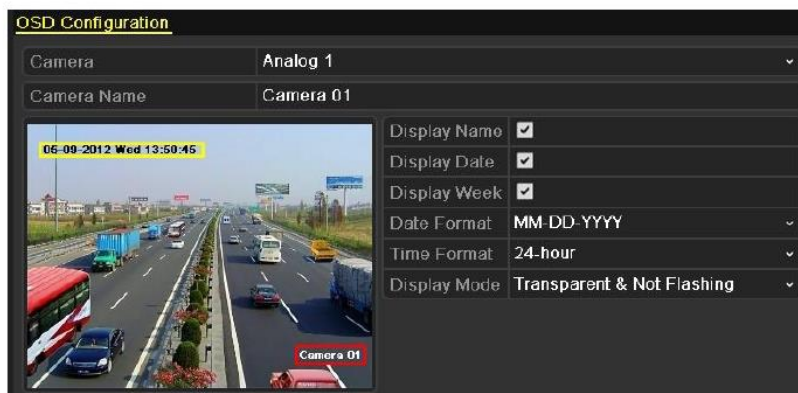 OSD Configuration
Camera Analog 1
Camera Name Camera 01
05-09-2012 Wed 13:50:45
Display Name
Display Date
Display Week
Date Format MM-DD-YYYY
Time Format 24-hour
Display Mode Transparent & Not Flashing
Camera 01